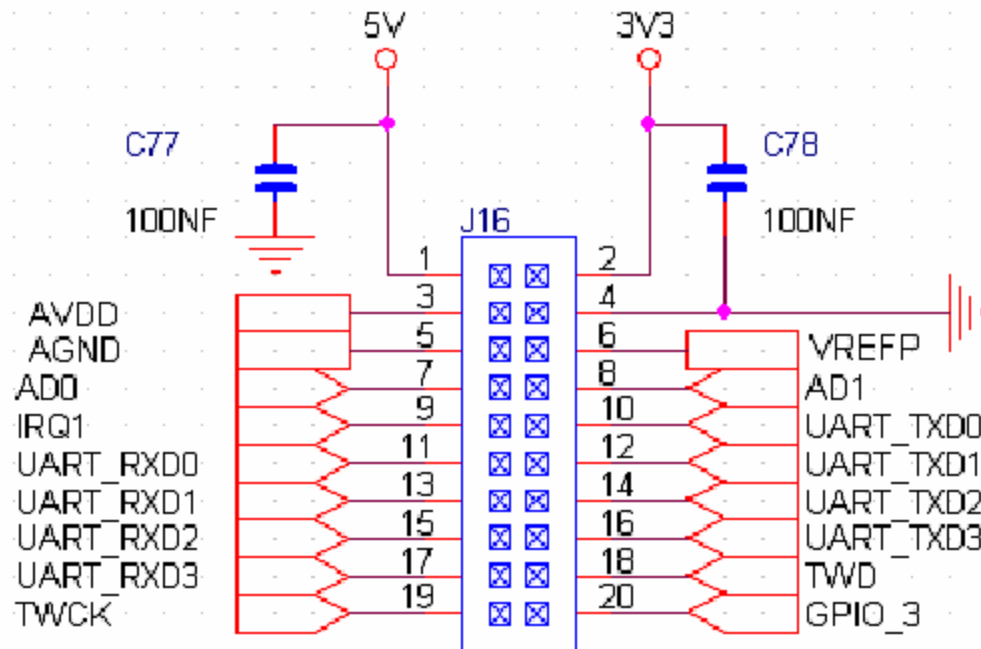 5V 3V3
C77 C78
100NF J16 100NF
1 2
AVDD 3 4
AGND 5 6 VREFP
AD0 7 8 AD1
IRQ1 9 10 UART_TXD0
UART_RXD0 11 12 UART_TXD1
UART_RXD1 13 14 UART_TXD2
UART_RXD2 15 16 UART_TXD3
UART_RXD3 17 18 TWD
TWCK 19 20 GPIO_3